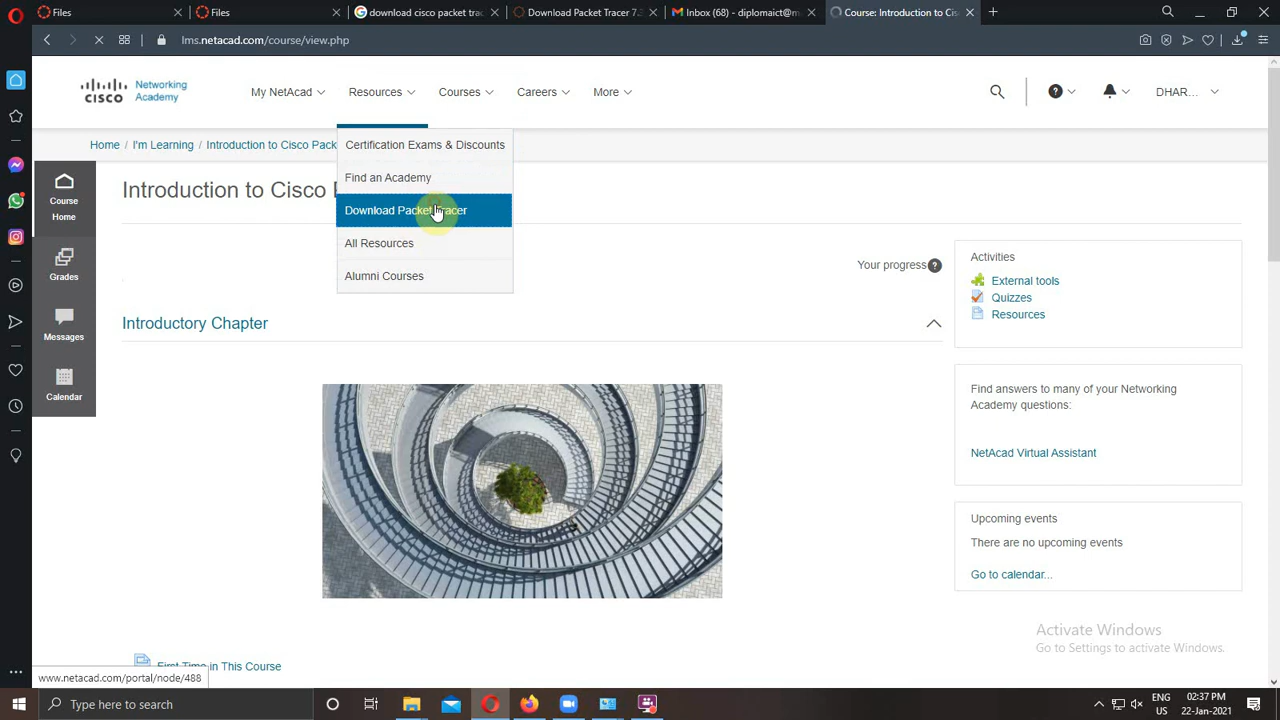 Files
Files
download cisco packet trac
Download Packet Tracer 7.3
Inbox (68) - diplomaict@m
Course: Introduction to Cis
lms.netacad.com/course/view.php
cisco
Networking
Academy
My NetAcad
Resources
Courses
Careers
More
DHAR...
Certification Exams & Discounts
Find an Academy
Download Packet Tracer
All Resources
Alumni Courses
Home / I'm Learning / Introduction to Cisco Pack
Course
Home
Grades
Messages
Calendar
Introduction to Cisco P
Your progress
Introductory Chapter
First Time in This Course
Activities
External tools
Quizzes
Resources
Find answers to many of your Networking
Academy questions:
NetAcad Virtual Assistant
Upcoming events
There are no upcoming events
Go to calendar...
Activate Windows
Go to Settings to activate Windows.
www.netacad.com/portal/node/488
Type here to search
ENG
US
02:37 PM
22-Jan-2021